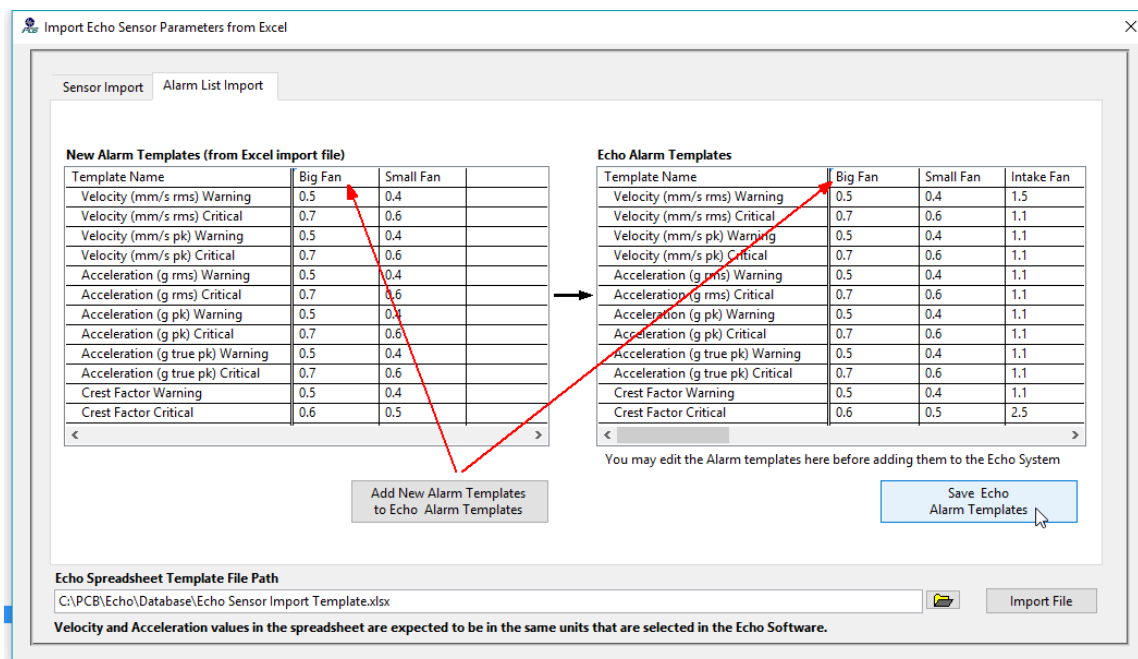 PCB Import Echo Sensor Parameters from Excel
Sensor Import Alarm List Import
New Alarm Templates (from Excel import file)
Template Name Big Fan Small Fan
Velocity (mm/s rms) Warning 0.5 0.4
Velocity (mm/s rms) Critical 0.7 0.6
Velocity (mm/s pk) Warning 0.5 0.4
Velocity (mm/s pk) Critical 0.7 0.6
Acceleration (g rms) Warning 0.5 0.4
Acceleration (g rms) Critical 0.7 0.6
Acceleration (g pk) Warning 0.5 0.4
Acceleration (g pk) Critical 0.7 0.6
Acceleration (g true pk) Warning 0.5 0.4
Acceleration (g true pk) Critical 0.7 0.6
Crest Factor Warning 0.5 0.4
Crest Factor Critical 0.6 0.5
Add New Alarm Templates
to Echo Alarm Templates
Echo Alarm Templates
Template Name Big Fan Small Fan Intake Fan
Velocity (mm/s rms) Warning 0.5 0.4 1.5
Velocity (mm/s rms) Critical 0.7 0.6 1.1
Velocity (mm/s pk) Warning 0.5 0.4 1.1
Velocity (mm/s pk) Critical 0.7 0.6 1.1
Acceleration (g rms) Warning 0.5 0.4 1.1
Acceleration (g rms) Critical 0.7 0.6 1.1
Acceleration (g pk) Warning 0.5 0.4 1.1
Acceleration (g pk) Critical 0.7 0.6 1.1
Acceleration (g true pk) Warning 0.5 0.4 1.1
Acceleration (g true pk) Critical 0.7 0.6 1.1
Crest Factor Warning 0.5 0.4 1.1
Crest Factor Critical 0.6 0.5 2.5
You may edit the Alarm templates here before adding them to the Echo System
Save Echo
Alarm Templates
Echo Spreadsheet Template File Path
C:\PCB\Echo\Database\Echo Sensor Import Template.xlsx Import File
Velocity and Acceleration values in the spreadsheet are expected to be in the same units that are selected in the Echo Software.